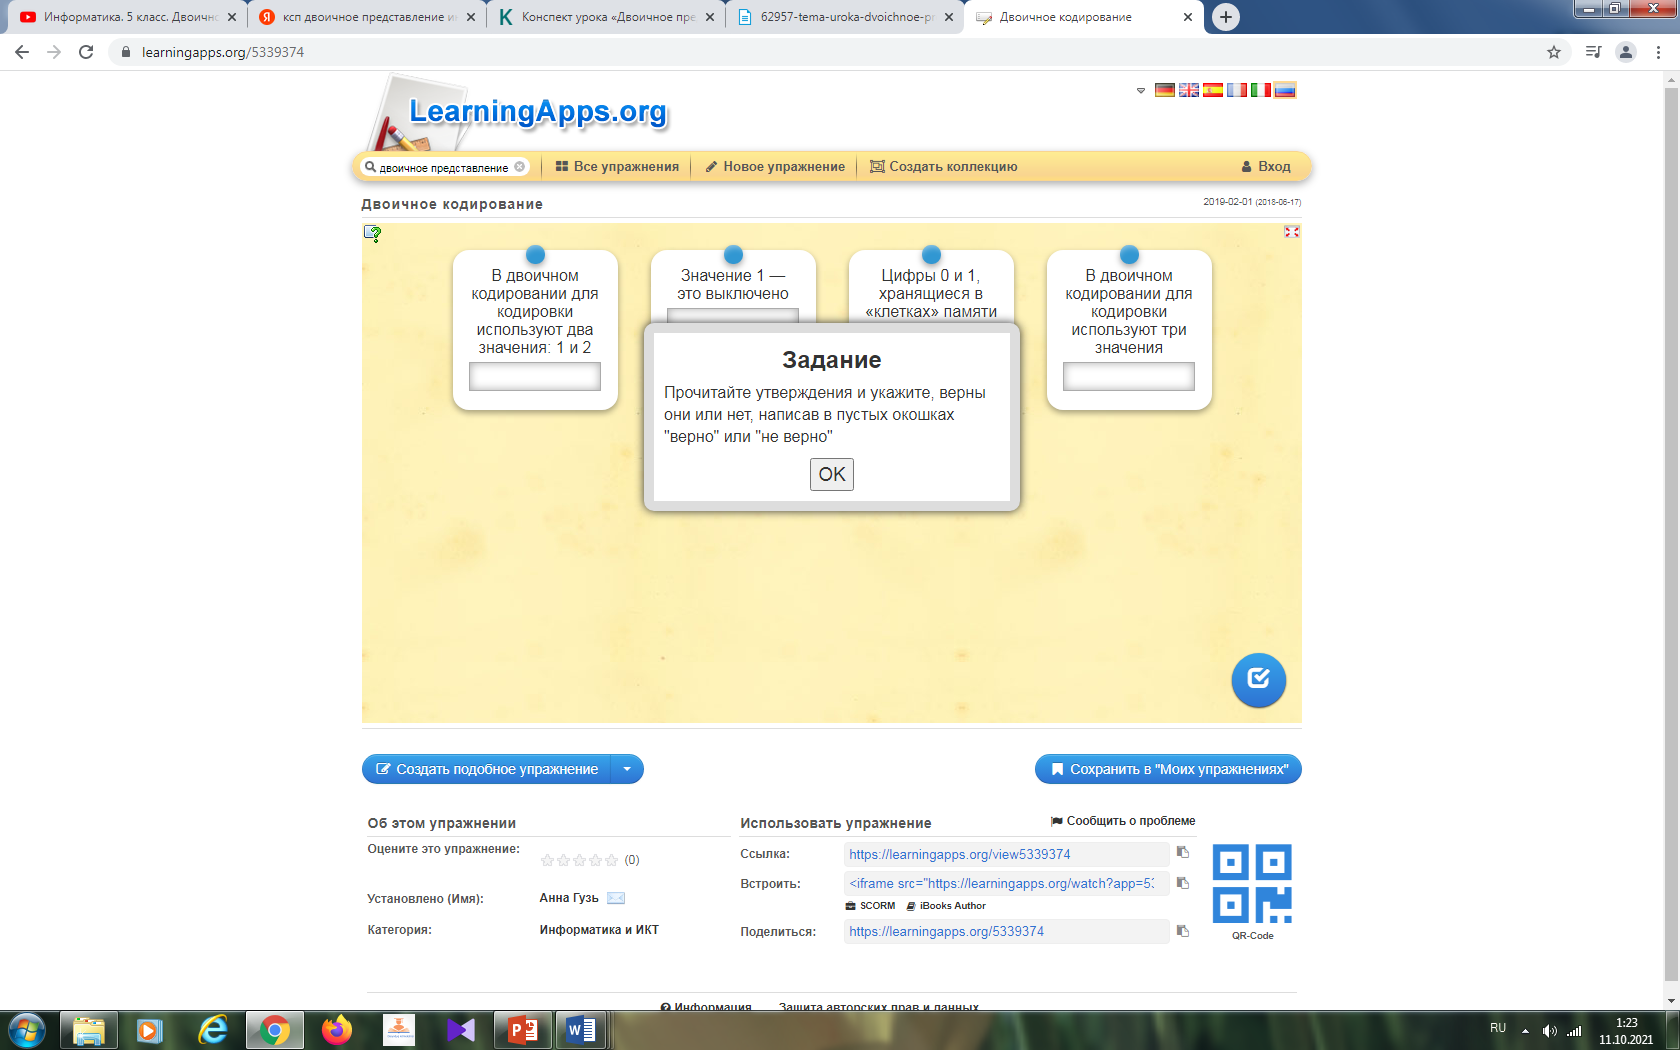 Информатика. 5 класс. Двоичн
ксп двоичное представление и
Конспект урока «Двоичное пре
62957-tema-uroka-dvoichnoe-p
Двоичное кодирование
learningapps.org/5339374
LearningApps.org
двоичное представление
Все упражнения
Новое упражнение
Создать коллекцию
Вход
Двоичное кодирование
2019-02-01 (2018-06-17)
В двоичном
кодировании для
кодировки
используют два
значения: 1 и 2
Значение 1 —
это выключено
Цифры 0 и 1,
хранящиеся в
«клетках» памяти
В двоичном
кодировании для
кодировки
используют три
значения
Задание
Прочитайте утверждения и укажите, верны
они или нет, написав в пустых окошках
"верно" или "не верно"
OK
Создать подобное упражнение
Сохранить в "Моих упражнениях"
Об этом упражнении
Оцените это упражнение:
(0)
Установлено (Имя):
Анна Гузь
Категория:
Информатика и ИКТ
Использовать упражнение
Сообщить о проблеме
Ссылка:
https://learningapps.org/view5339374
Встроить:
<iframe src="https://learningapps.org/watch?app=53
SCORM
iBooks Author
Поделиться:
https://learningapps.org/5339374
QR-Code
Информация
Защита авторских прав и данных
RU
1:23
11.10.2021